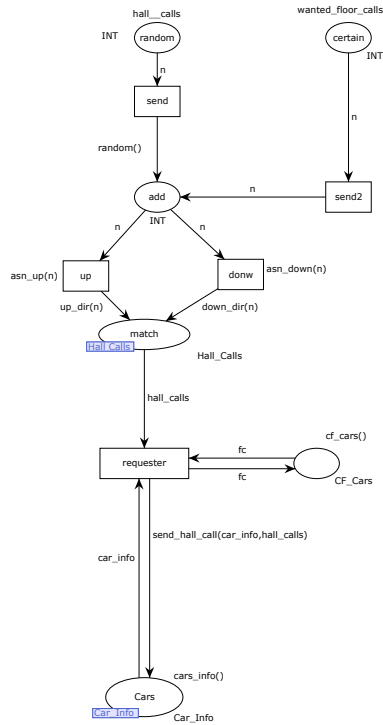 hall__calls
wanted_floor_calls
INT
random
certain
INT
n
send
n
random()
add
n
send2
INT
n
n
asn_up(n)
up
donw
asn_down(n)
up_dir(n)
down_dir(n)
match
Hall Calls
Hall_Calls
hall_calls
cf_cars()
requester
fc
fc
CF_Cars
send_hall_call(car_info,hall_calls)
car_info
cars_info()
Cars
Car_Info
Car_Info